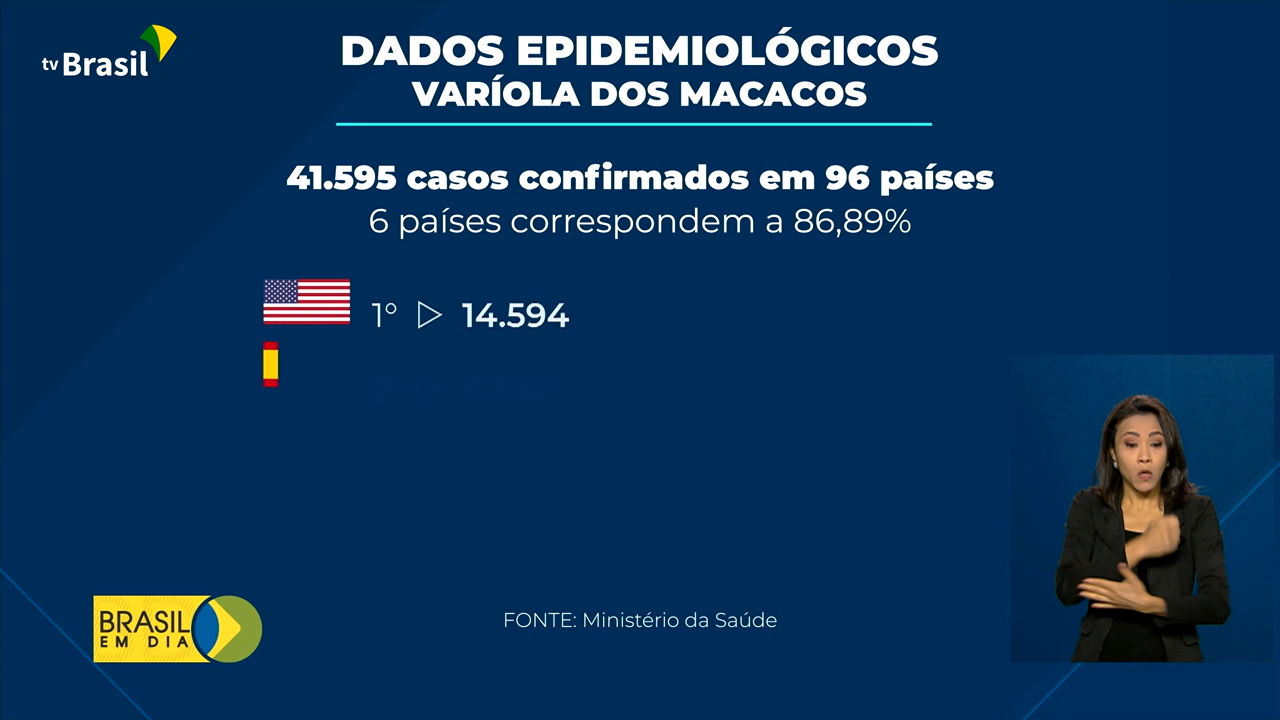 tv Brasil
DADOS EPIDEMIOLÓGICOS
VARÍOLA DOS MACACOS
41.595 casos confirmados em 96 países
6 países correspondem a 86,89%
1º ▷ 14.594
FONTE: Ministério da Saúde
BRASIL
EM DIA